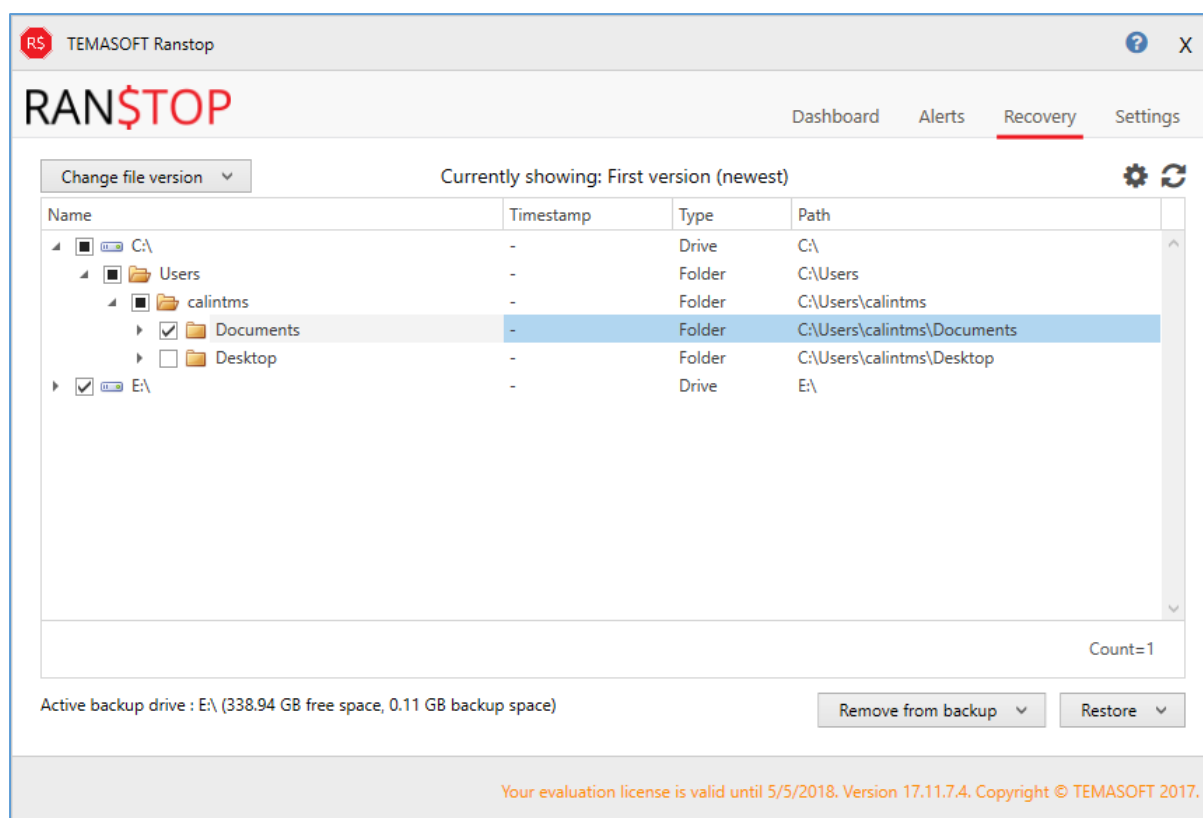 R$ TEMASOFT Ranstop ? X
RAN$TOP
Dashboard Alerts Recovery Settings
Change file version Currently showing: First version (newest)
Name Timestamp Type Path
C:\ - Drive C:\
Users - Folder C:\Users
calintms - Folder C:\Users\calintms
Documents - Folder C:\Users\calintms\Documents
Desktop - Folder C:\Users\calintms\Desktop
E:\ - Drive E:\
Count=1
Active backup drive : E:\ (338.94 GB free space, 0.11 GB backup space) Remove from backup Restore
Your evaluation license is valid until 5/5/2018. Version 17.11.7.4. Copyright © TEMASOFT 2017.